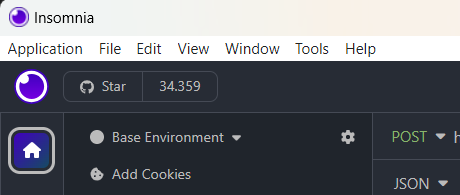 Insomnia
Application File Edit View Window Tools Help
Star 34.359
Base Environment
POST h
Add Cookies
JSON